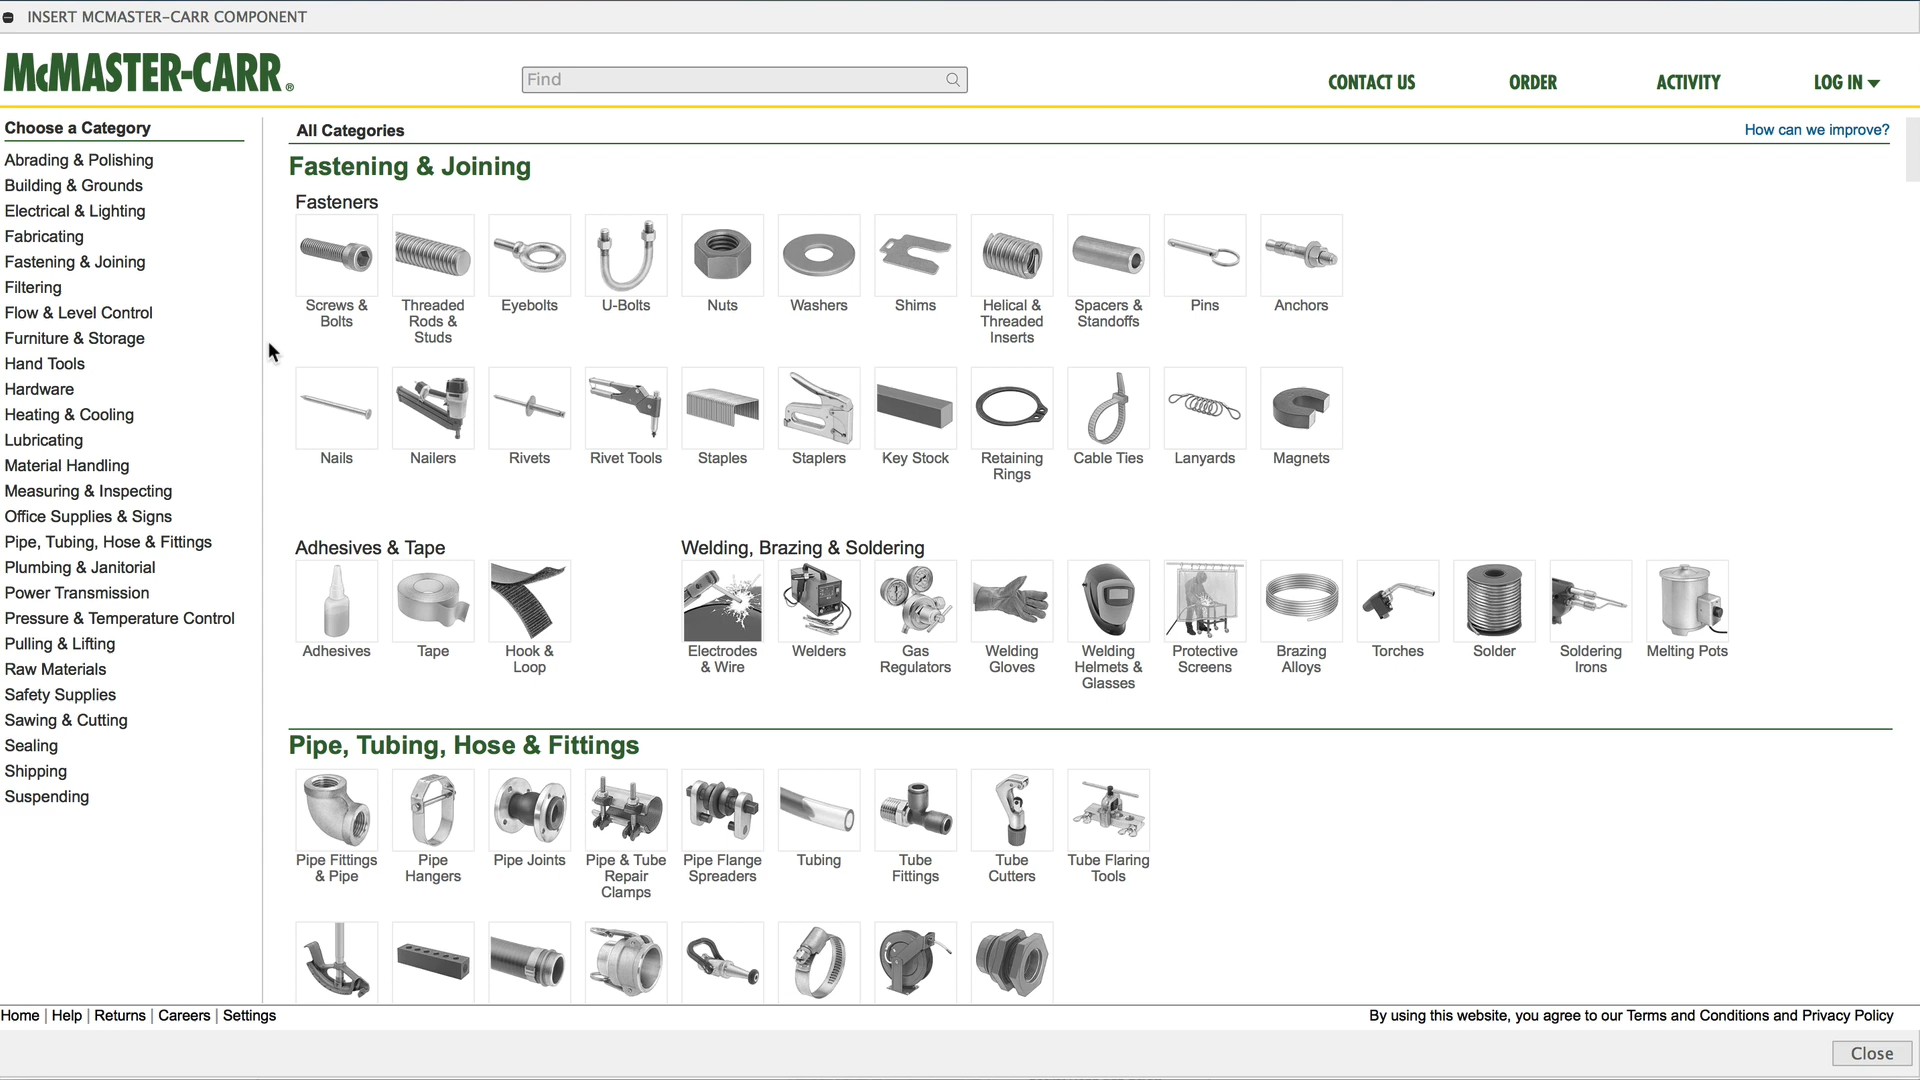 INSERT MCMASTER-CARR COMPONENT
McMASTER-CARR®
Find
CONTACT US
ORDER
ACTIVITY
LOG IN
Choose a Category
Abrading & Polishing
Building & Grounds
Electrical & Lighting
Fabricating
Fastening & Joining
Filtering
Flow & Level Control
Furniture & Storage
Hand Tools
Hardware
Heating & Cooling
Lubricating
Material Handling
Measuring & Inspecting
Office Supplies & Signs
Pipe, Tubing, Hose & Fittings
Plumbing & Janitorial
Power Transmission
Pressure & Temperature Control
Pulling & Lifting
Raw Materials
Safety Supplies
Sawing & Cutting
Sealing
Shipping
Suspending
All Categories
How can we improve?
Fastening & Joining
Fasteners
Screws &
Bolts
Threaded
Rods &
Studs
Eyebolts
U-Bolts
Nuts
Washers
Shims
Helical &
Threaded
Inserts
Spacers &
Standoffs
Pins
Anchors
Nails
Nailers
Rivets
Rivet Tools
Staples
Staplers
Key Stock
Retaining
Rings
Cable Ties
Lanyards
Magnets
Adhesives & Tape
Adhesives
Tape
Hook &
Loop
Welding, Brazing & Soldering
Electrodes
& Wire
Welders
Gas
Regulators
Welding
Gloves
Welding
Helmets &
Glasses
Protective
Screens
Brazing
Alloys
Torches
Solder
Soldering
Irons
Melting Pots
Pipe, Tubing, Hose & Fittings
Pipe Fittings
& Pipe
Pipe
Hangers
Pipe Joints
Pipe & Tube
Repair
Clamps
Pipe Flange
Spreaders
Tubing
Tube
Fittings
Tube
Cutters
Tube Flaring
Tools
Home | Help | Returns | Careers | Settings
By using this website, you agree to our Terms and Conditions and Privacy Policy
Close